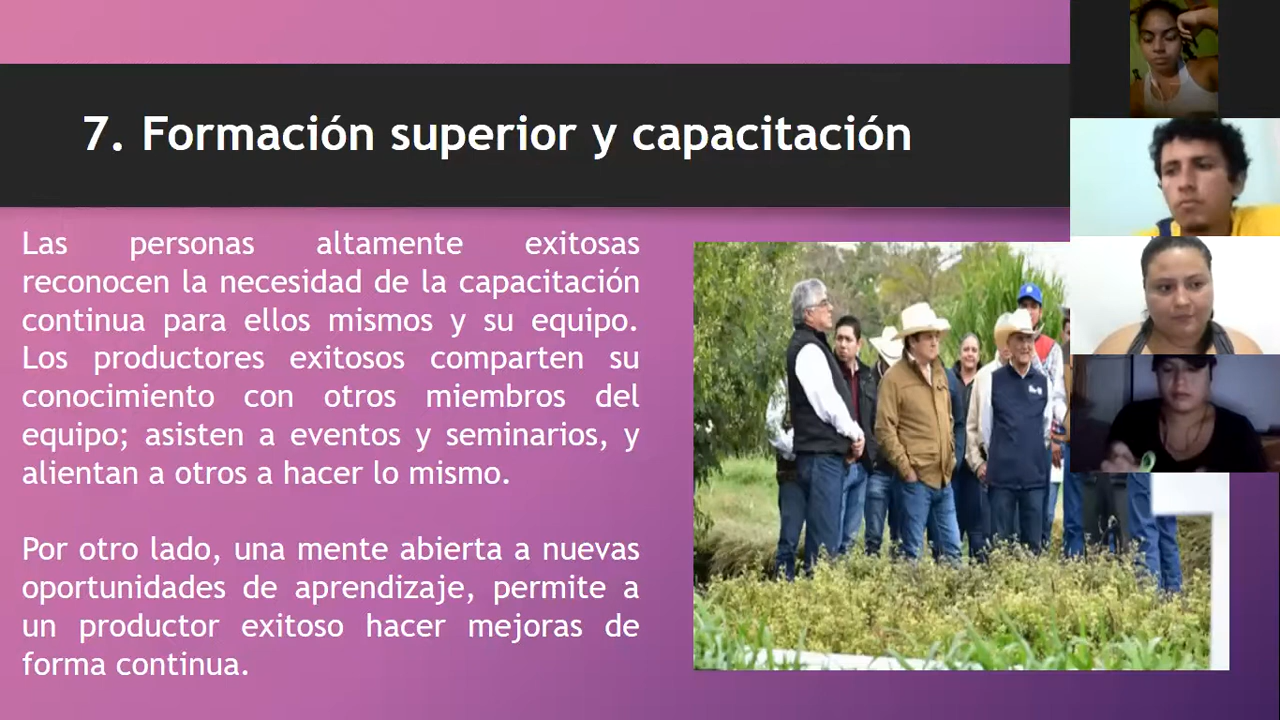 7. Formación superior y capacitación
Las personas altamente exitosas
reconocen la necesidad de la capacitación
continua para ellos mismos y su equipo.
Los productores exitosos comparten su
conocimiento con otros miembros del
equipo; asisten a eventos y seminarios, y
alientan a otros a hacer lo mismo.
Por otro lado, una mente abierta a nuevas
oportunidades de aprendizaje, permite a
un productor exitoso hacer mejoras de
forma continua.